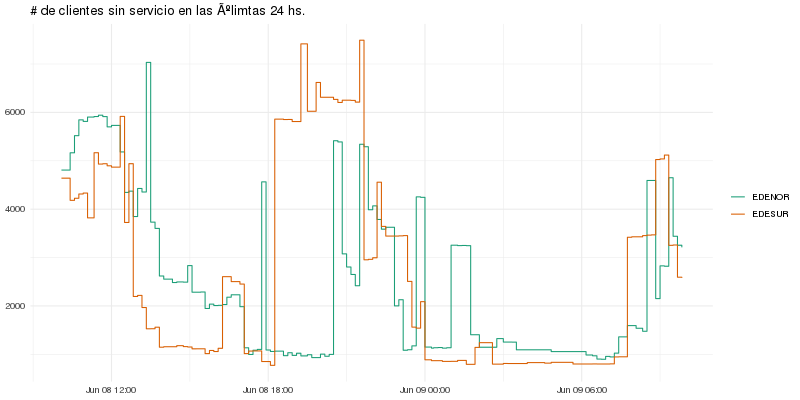 # de clientes sin servicio en las Ãºlimtas 24 hs.
6000
4000
2000
Jun 08 12:00
Jun 08 18:00
Jun 09 00:00
Jun 09 06:00
EDENOR
EDESUR